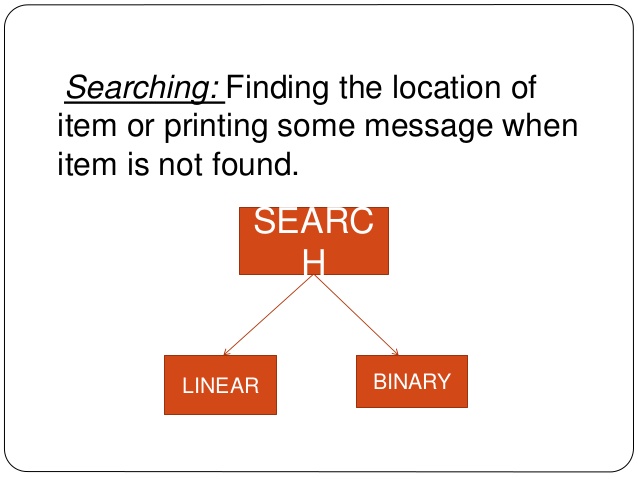 Searching: Finding the location of
item or printing some message when
item is not found.
SEARC
H
LINEAR
BINARY